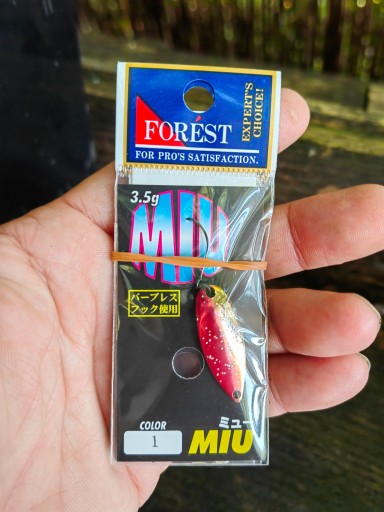 FORÉST
EXPERT'S
CHOICE!
FOR PRO'S SATISFACTION.
3.5g
MIU
バーブレス
フック使用
COLOR
1
ミュー
MIU